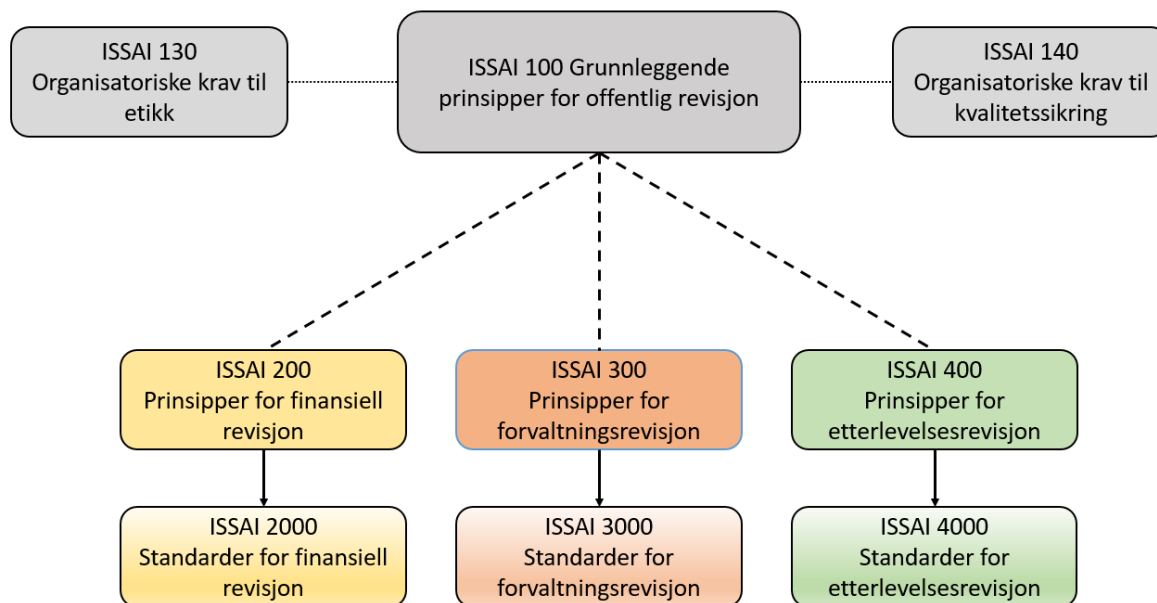 ISSAI 130
Organisatoriske krav til
etikk
ISSAI 100 Grunnleggende
prinsipper for offentlig revisjon
ISSAI 140
Organisatoriske krav til
kvalitetssikring
ISSAI 200
Prinsipper for finansiell
revisjon
ISSAI 300
Prinsipper for
forvaltningsrevisjon
ISSAI 400
Prinsipper for
etterlevelsesrevisjon
ISSAI 2000
Standarder for finansiell
revisjon
ISSAI 3000
Standarder for
forvaltningsrevisjon
ISSAI 4000
Standarder for
etterlevelsesrevisjon